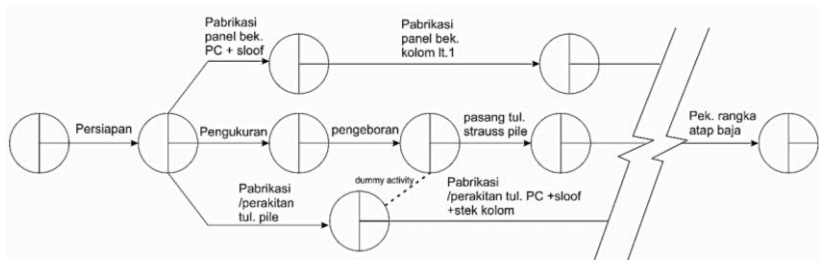 Pabrikasi
panel bek.
PC + sloof
Pabrikasi
panel bek.
kolom lt.1
Persiapan
Pengukuran
pengeboran
pasang tul.
strauss pile
Pek. rangka
atap baja
dummy activity
Perabrikasi
/perakitan
tul. pile
Pabrikasi
/perakitan tul. PC +sloof
+stek kolom